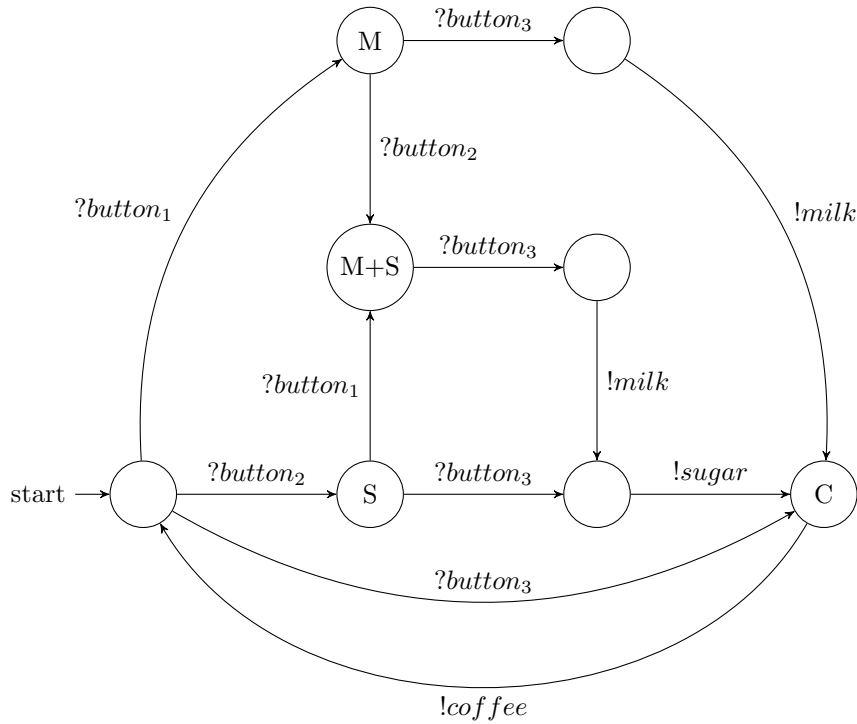 ?button₃
M
?button₂
?button₁
!milk
?button₃
M+S
?button₁
!milk
?button₂
?button₃
!sugar
start
S
C
?button₃
!coffee